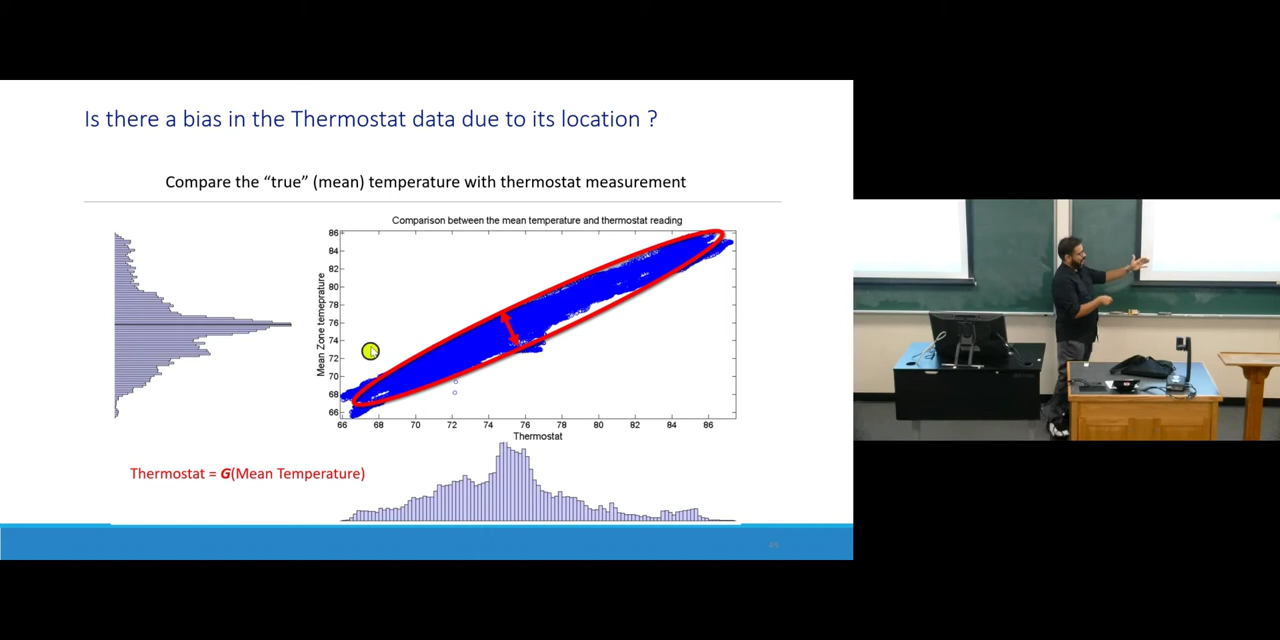 Is there a bias in the Thermostat data due to its location ?
Compare the “true” (mean) temperature with thermostat measurement
Comparison between the mean temperature and thermostat reading
86
84
82
80
78
76
74
72
70
68
66
Mean Zone temeprature
66 68 70 72 74 76 78 80 82 84 86
Thermostat
Thermostat = G(Mean Temperature)
49